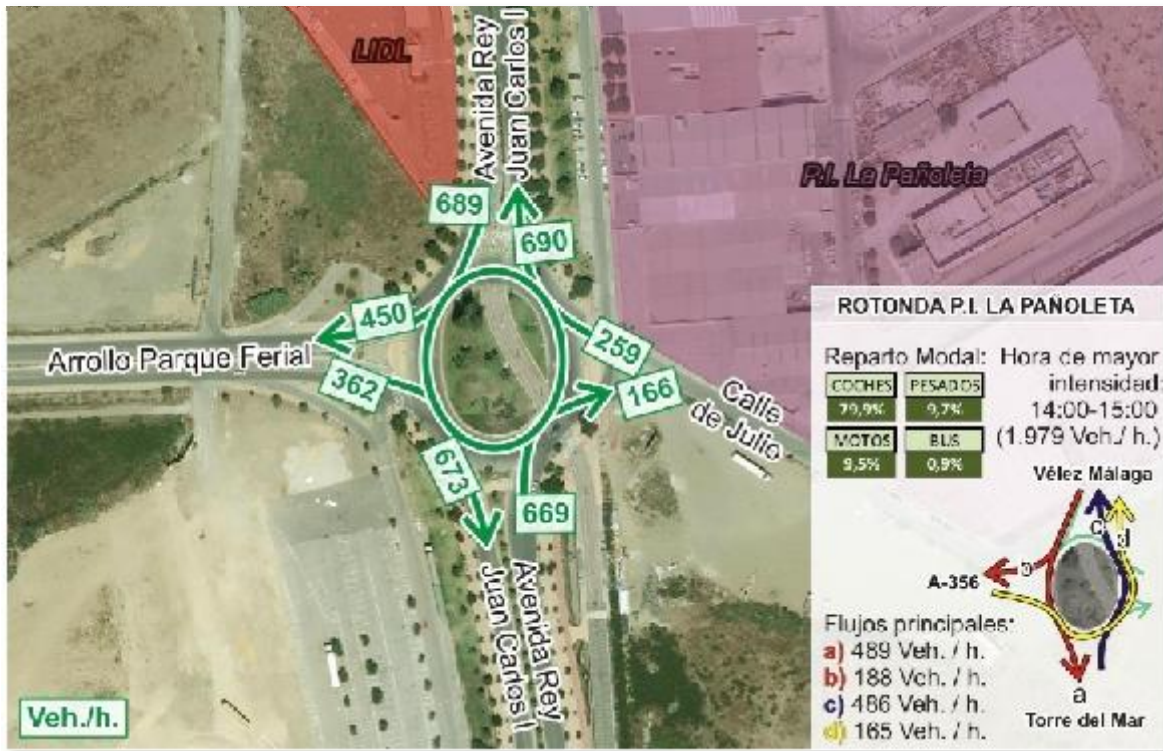 LIDL
Avenida Rey
Juan Carlos I
689
690
P.I. La Pañoleta
450
Arrollo Parque Ferial
362
259
166
Calle
de Julio
673
669
Avenida Rey
Juan Carlos I
Veh./h.
ROTONDA P.I. LA PAÑOLETA
Reparto Modal:
COCHES PESADOS
79,9% 9,7%
MOTOS BUS
9,5% 0,9%
Hora de mayor
intensidad:
14:00-15:00
(1.979 Veh./ h.)
Vélez Málaga
c
d
b
A-356
Flujos principales:
a) 489 Veh. / h.
b) 188 Veh. / h.
c) 486 Veh. / h.
d) 165 Veh. / h.
a
Torre del Mar